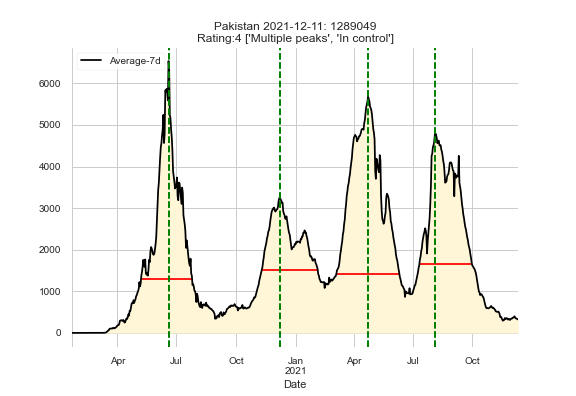 Pakistan 2021-12-11: 1289049
Rating:4 ['Multiple peaks', 'In control']
Average-7d
6000
5000
4000
3000
2000
1000
0
Apr Jul Oct Jan Apr Jul Oct
2021
Date